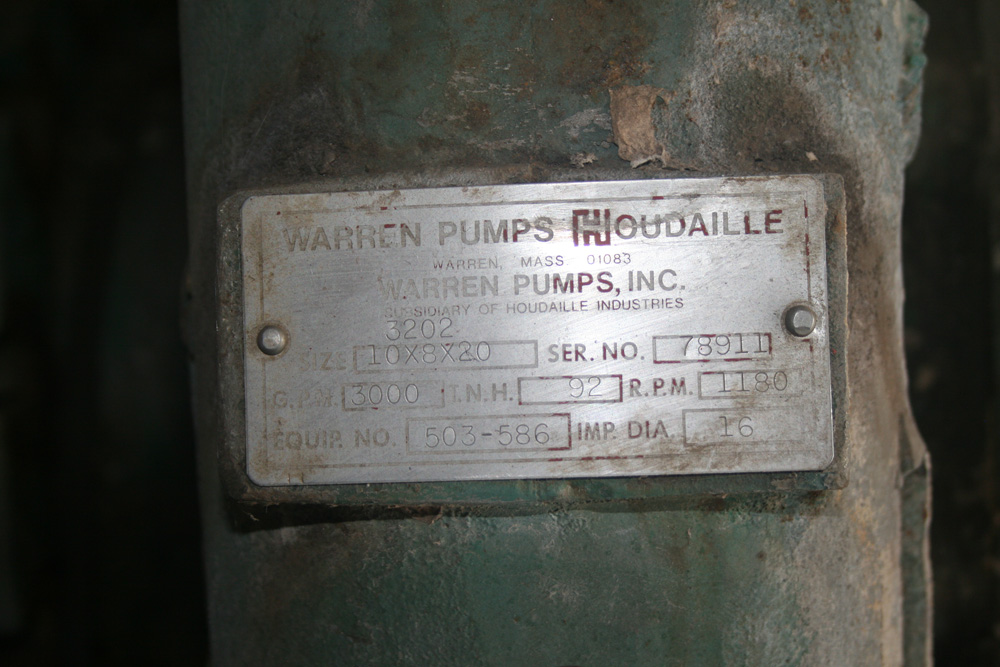 WARREN PUMPS HOUDAILLE
WARREN, MASS 01083
WARREN PUMPS, INC.
SUBSIDIARY OF HOUDAILLE INDUSTRIES
3202
SIZE 10X8X20 SER. NO. 78911
G.P.M. 3000 T.N.H. 92 R.P.M. 1180
EQUIP. NO. 503-586 IMP. DIA. 16